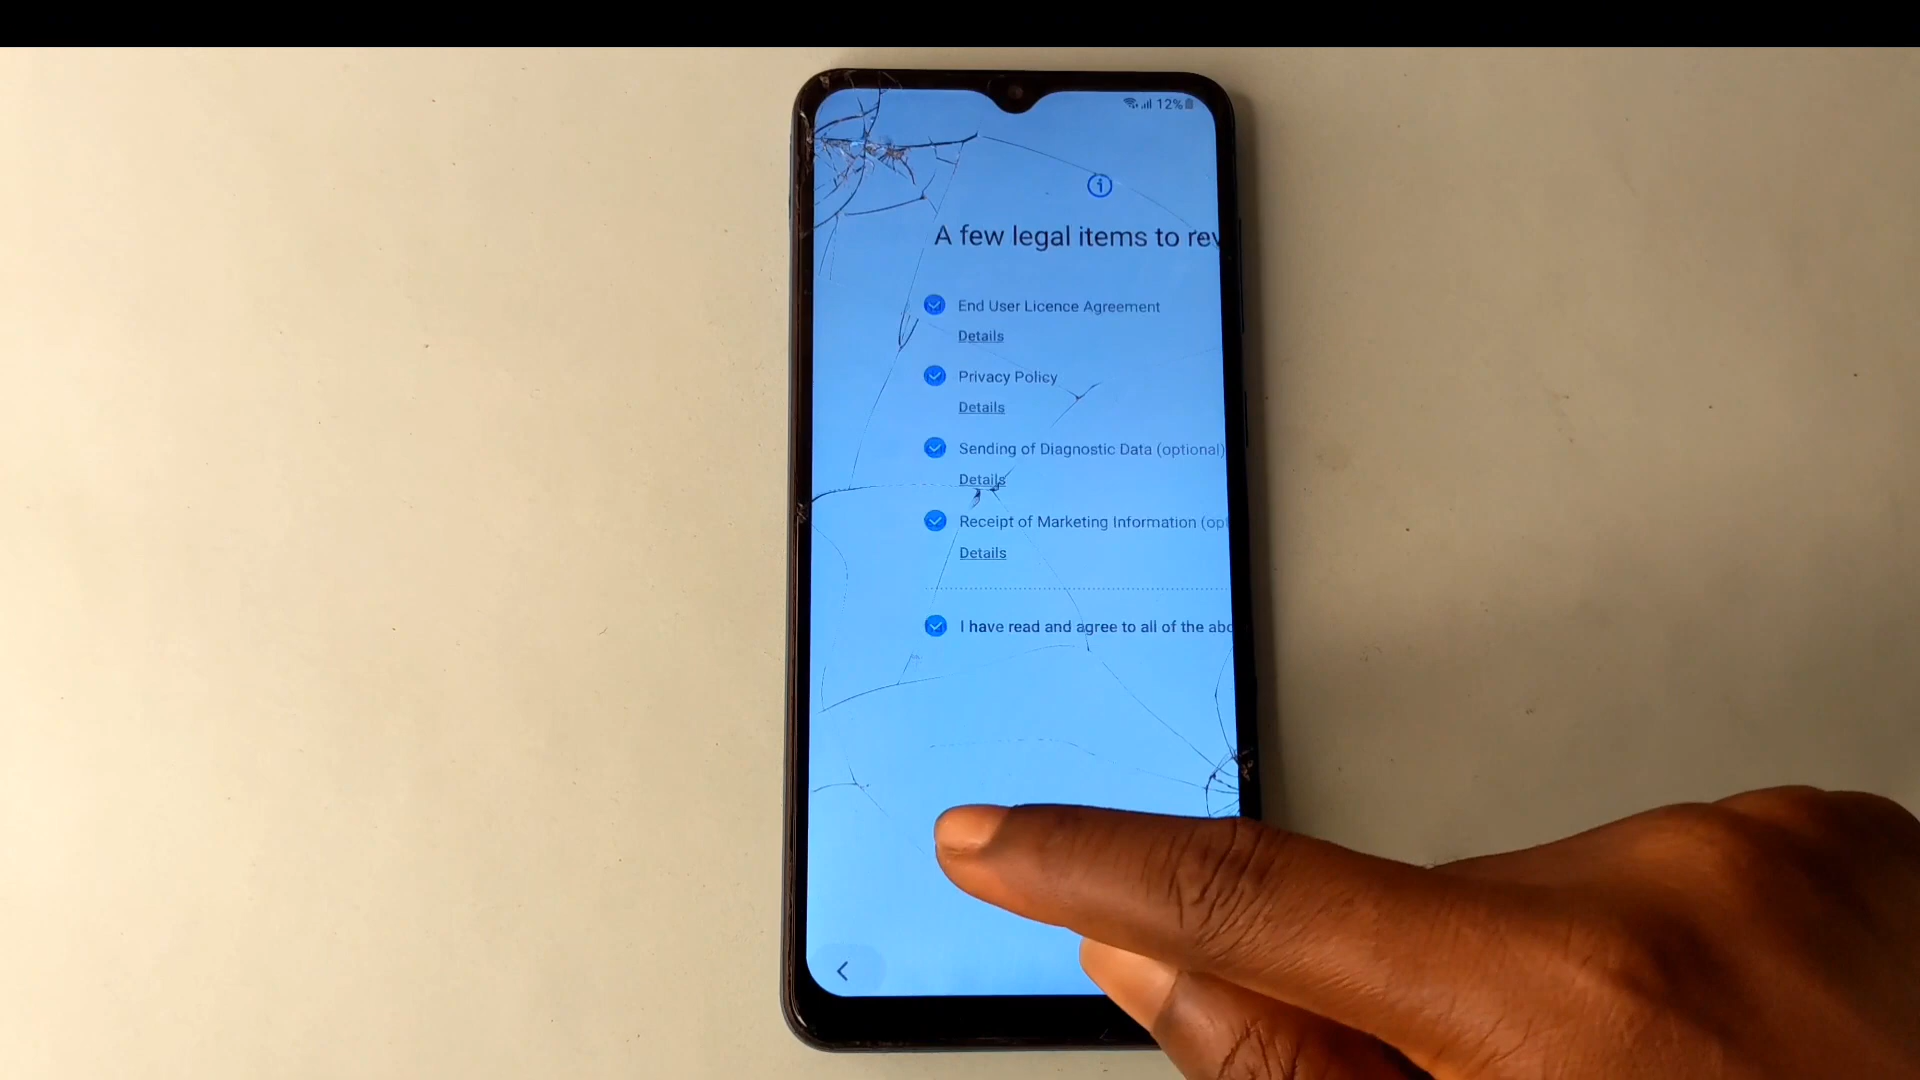 12%
A few legal items to rev
End User Licence Agreement
Details
Privacy Policy
Details
Sending of Diagnostic Data (optional)
Details
Receipt of Marketing Information (opt
Details
I have read and agree to all of the abo